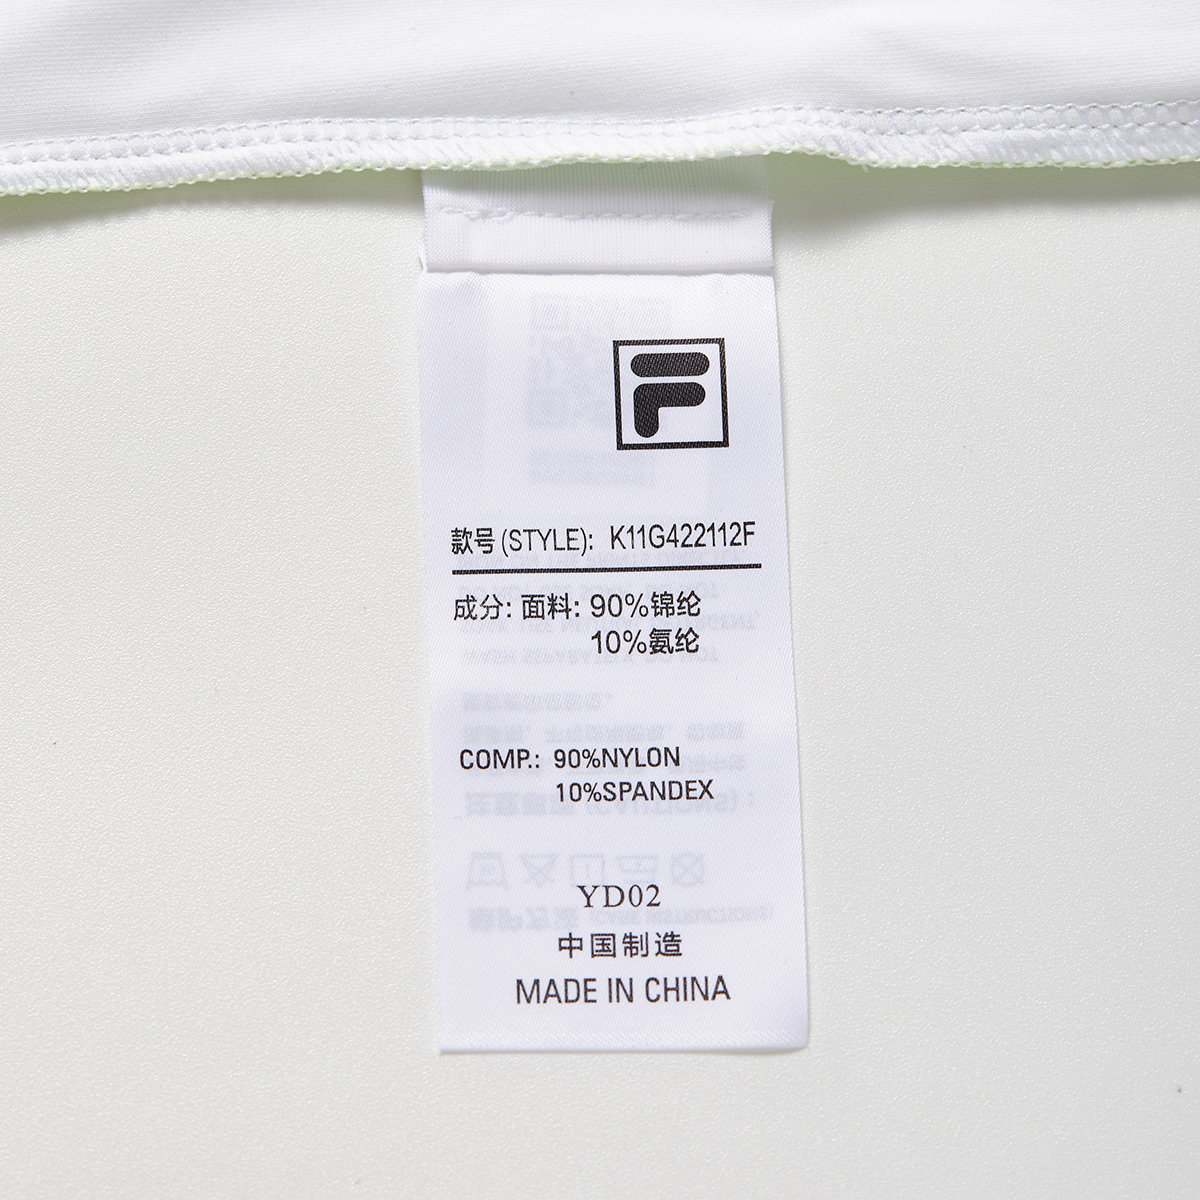 F
款号 (STYLE): K11G422112F
成分: 面料: 90%锦纶
10%氨纶
COMP.: 90%NYLON
10%SPANDEX
YD02
中国制造
MADE IN CHINA